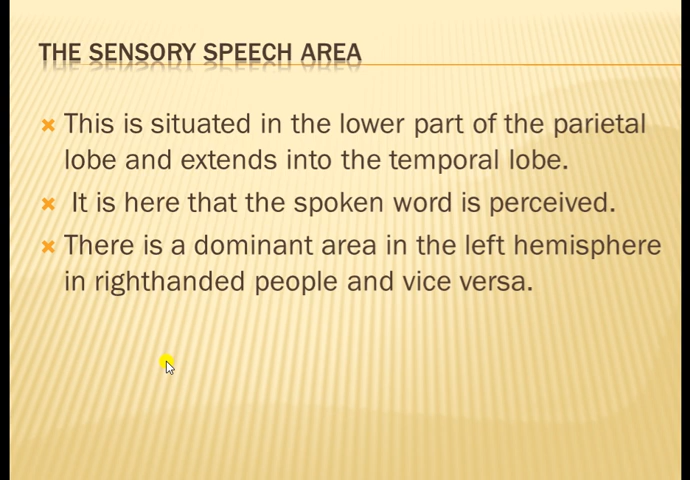 THE SENSORY SPEECH AREA
This is situated in the lower part of the parietal
lobe and extends into the temporal lobe.
It is here that the spoken word is perceived.
There is a dominant area in the left hemisphere
in righthanded people and vice versa.